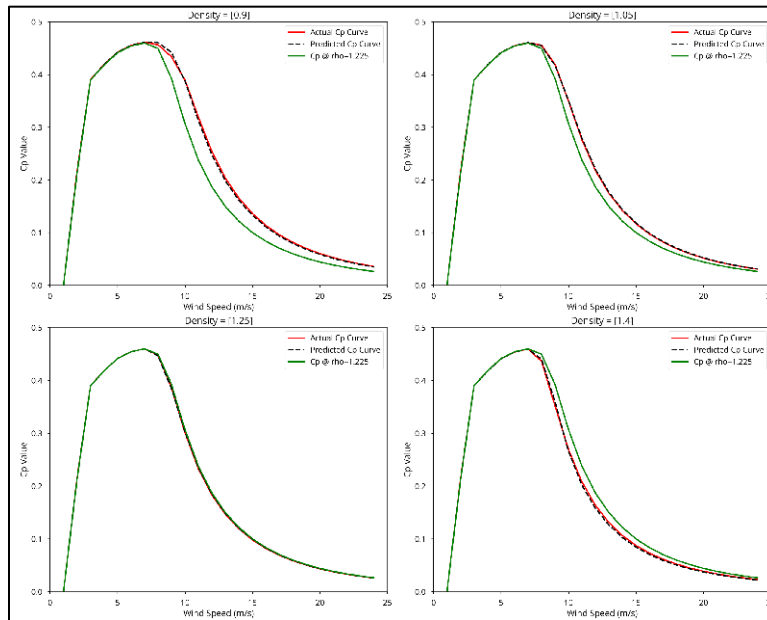 Density = [0.9]
0.5
0.4
0.3
0.2
0.1
0.0
Cp Value
0
5
10
15
20
25
Wind Speed (m/s)
Actual Cp Curve
Predicted Cp Curve
Cp @ rho=1.225
Density = [1.05]
0.5
0.4
0.3
0.2
0.1
0.0
Cp Value
0
5
10
15
20
Wind Speed (m/s)
Actual Cp Curve
Predicted Cp Curve
Cp @ rho=1.225
Density = [1.25]
0.5
0.4
0.3
0.2
0.1
0.0
Cp Value
0
5
10
15
20
25
Wind Speed (m/s)
Actual Cp Curve
Predicted Cp Curve
Cp @ rho=1.225
Density = [1.4]
0.5
0.4
0.3
0.2
0.1
0.0
Cp Value
0
5
10
15
20
Wind Speed (m/s)
Actual Cp Curve
Predicted Cp Curve
Cp @ rho=1.225